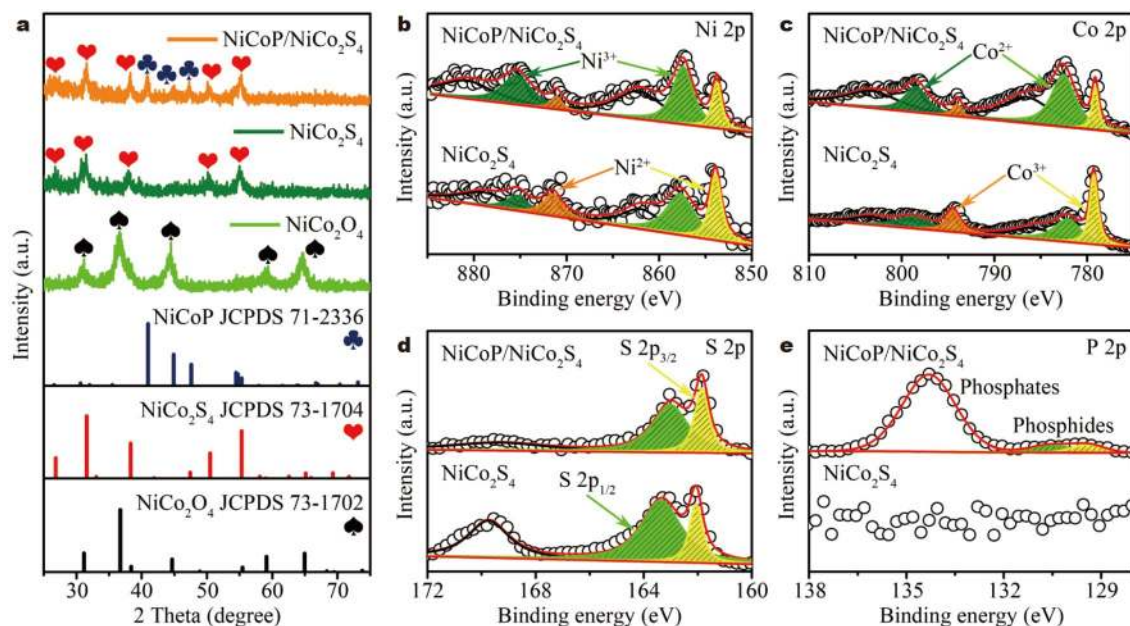 a
NiCoP/NiCo₂S₄
NiCo₂S₄
NiCo₂O₄
NiCoP JCPDS 71-2336
NiCo₂S₄ JCPDS 73-1704
NiCo₂O₄ JCPDS 73-1702
Intensity (a.u.)
30 40 50 60 70
2 Theta (degree)
b
Ni 2p
NiCoP/NiCo₂S₄
Ni³⁺
NiCo₂S₄
Ni²⁺
Intensity (a.u.)
880 870 860 850
Binding energy (eV)
c
Co 2p
NiCoP/NiCo₂S₄
Co²⁺
NiCo₂S₄
Co³⁺
Intensity (a.u.)
810 800 790 780
Binding energy (eV)
d
S 2p
NiCoP/NiCo₂S₄
S 2p₃/₂
NiCo₂S₄
S 2p₁/₂
Intensity (a.u.)
172 168 164 160
Binding energy (eV)
e
P 2p
NiCoP/NiCo₂S₄
Phosphates
Phosphides
NiCo₂S₄
Intensity (a.u.)
138 135 132 129
Binding energy (eV)